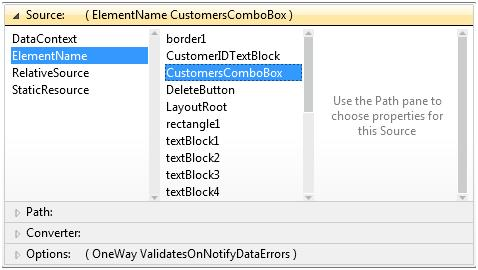 Source: ( ElementName CustomersComboBox )
DataContext
ElementName
RelativeSource
StaticResource
border1
CustomerIDTextBlock
CustomersComboBox
DeleteButton
LayoutRoot
rectangle1
textBlock1
textBlock2
textBlock3
textBlock4
Use the Path pane to
choose properties for
this Source
Path:
Converter:
Options: ( OneWay ValidatesOnNotifyDataErrors )